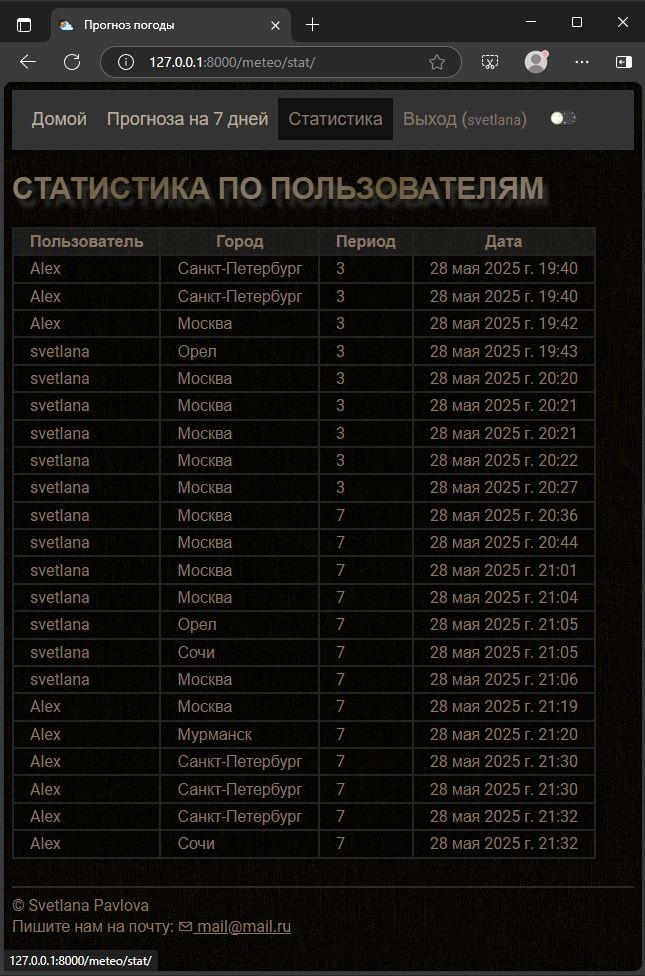 Прогноз погоды
127.0.0.1:8000/meteo/stat/
Домой Прогноза на 7 дней Статистика Выход (svetlana)
СТАТИСТИКА ПО ПОЛЬЗОВАТЕЛЯМ
Пользователь Город Период Дата
Alex Санкт-Петербург 3 28 мая 2025 г. 19:40
Alex Санкт-Петербург 3 28 мая 2025 г. 19:40
Alex Москва 3 28 мая 2025 г. 19:42
svetlana Орел 3 28 мая 2025 г. 19:43
svetlana Москва 3 28 мая 2025 г. 20:20
svetlana Москва 3 28 мая 2025 г. 20:21
svetlana Москва 3 28 мая 2025 г. 20:21
svetlana Москва 3 28 мая 2025 г. 20:22
svetlana Москва 3 28 мая 2025 г. 20:27
svetlana Москва 7 28 мая 2025 г. 20:36
svetlana Москва 7 28 мая 2025 г. 20:44
svetlana Москва 7 28 мая 2025 г. 21:01
svetlana Москва 7 28 мая 2025 г. 21:04
svetlana Орел 7 28 мая 2025 г. 21:05
svetlana Сочи 7 28 мая 2025 г. 21:05
svetlana Москва 7 28 мая 2025 г. 21:06
Alex Москва 7 28 мая 2025 г. 21:19
Alex Мурманск 7 28 мая 2025 г. 21:20
Alex Санкт-Петербург 7 28 мая 2025 г. 21:30
Alex Санкт-Петербург 7 28 мая 2025 г. 21:30
Alex Санкт-Петербург 7 28 мая 2025 г. 21:32
Alex Сочи 7 28 мая 2025 г. 21:32
© Svetlana Pavlova
Пишите нам на почту: mail@mail.ru
127.0.0.1:8000/meteo/stat/